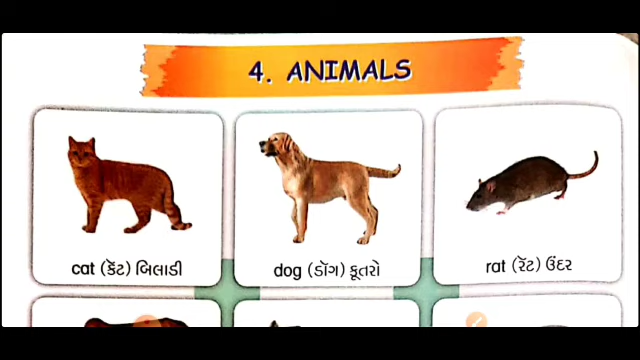 4. ANIMALS
cat (કૅટ) બિલાડી
dog (ડૉગ) કૂતરો
rat (રૅટ) ઉંદર